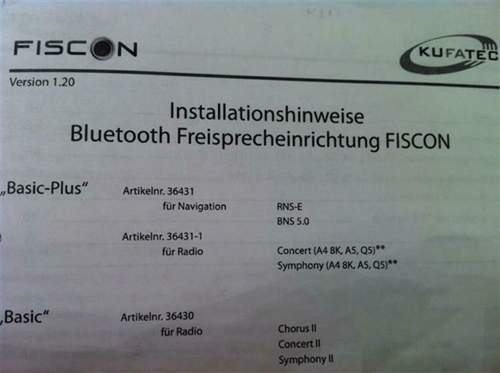 FISCON
KUFATEC
Version 1.20
Installationshinweise
Bluetooth Freisprecheinrichtung FISCON
„Basic-Plus“ Artikelnr. 36431
für Navigation RNS-E
BNS 5.0
Artikelnr. 36431-1
für Radio Concert (A4 8K, A5, Q5)**
Symphony (A4 8K, A5, Q5)**
„Basic“ Artikelnr. 36430
für Radio Chorus II
Concert II
Symphony II